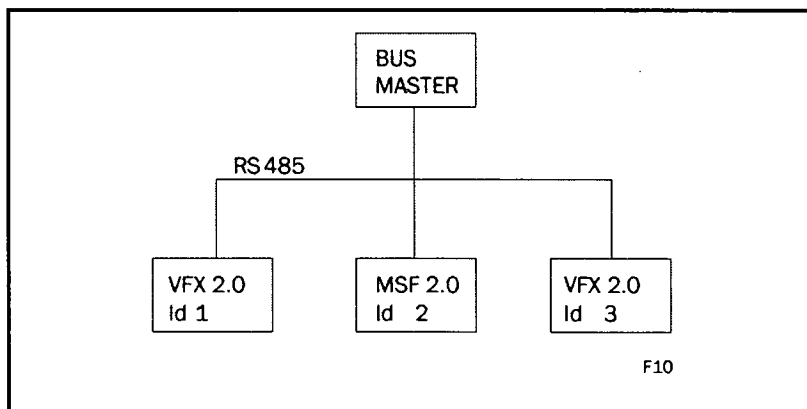 BUS
MASTER
RS485
VFX 2.0
Id 1
MSF 2.0
Id 2
VFX 2.0
Id 3
F10